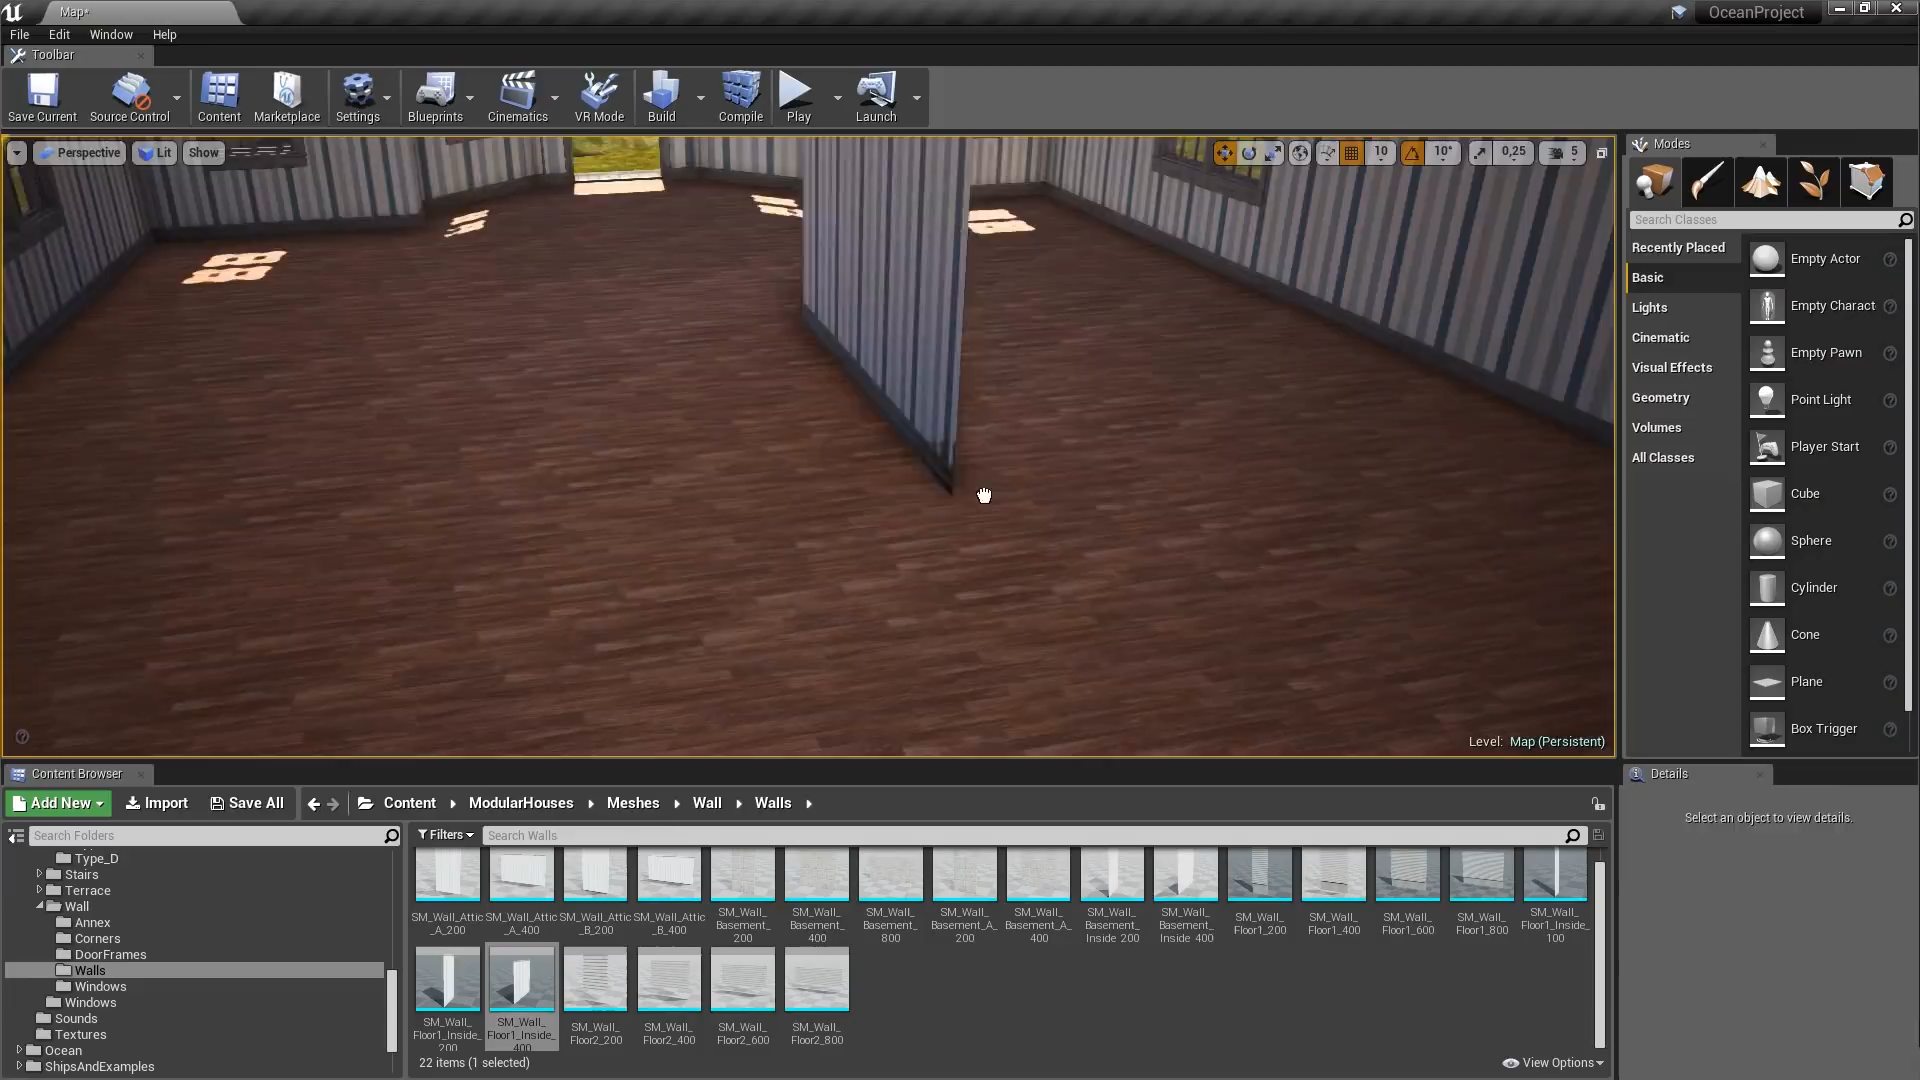 Map*
OceanProject
File Edit Window Help
Toolbar
Save Current Source Control Content Marketplace Settings Blueprints Cinematics VR Mode Build Compile Play Launch
Perspective Lit Show
10 10° 0,25 5
Level: Map (Persistent)
Modes
Search Classes
Recently Placed
Basic
Lights
Cinematic
Visual Effects
Geometry
Volumes
All Classes
Empty Actor
Empty Charact
Empty Pawn
Point Light
Player Start
Cube
Sphere
Cylinder
Cone
Plane
Box Trigger
Content Browser
Add New Import Save All Content ModularHouses Meshes Wall Walls
Search Folders
Type_D
Stairs
Terrace
Wall
Annex
Corners
DoorFrames
Walls
Windows
Windows
Sounds
Textures
Ocean
ShipsAndExamples
Filters Search Walls
SM_Wall_Attic_A_200
SM_Wall_Attic_A_400
SM_Wall_Attic_B_200
SM_Wall_Attic_B_400
SM_Wall_Basement_200
SM_Wall_Basement_400
SM_Wall_Basement_800
SM_Wall_Basement_A_200
SM_Wall_Basement_A_400
SM_Wall_Basement_Inside_200
SM_Wall_Basement_Inside_400
SM_Wall_Floor1_200
SM_Wall_Floor1_400
SM_Wall_Floor1_600
SM_Wall_Floor1_800
SM_Wall_Floor1_Inside_100
SM_Wall_Floor1_Inside_200
SM_Wall_Floor1_Inside_400
SM_Wall_Floor2_200
SM_Wall_Floor2_400
SM_Wall_Floor2_600
SM_Wall_Floor2_800
22 items (1 selected)
View Options
Details
Select an object to view details.